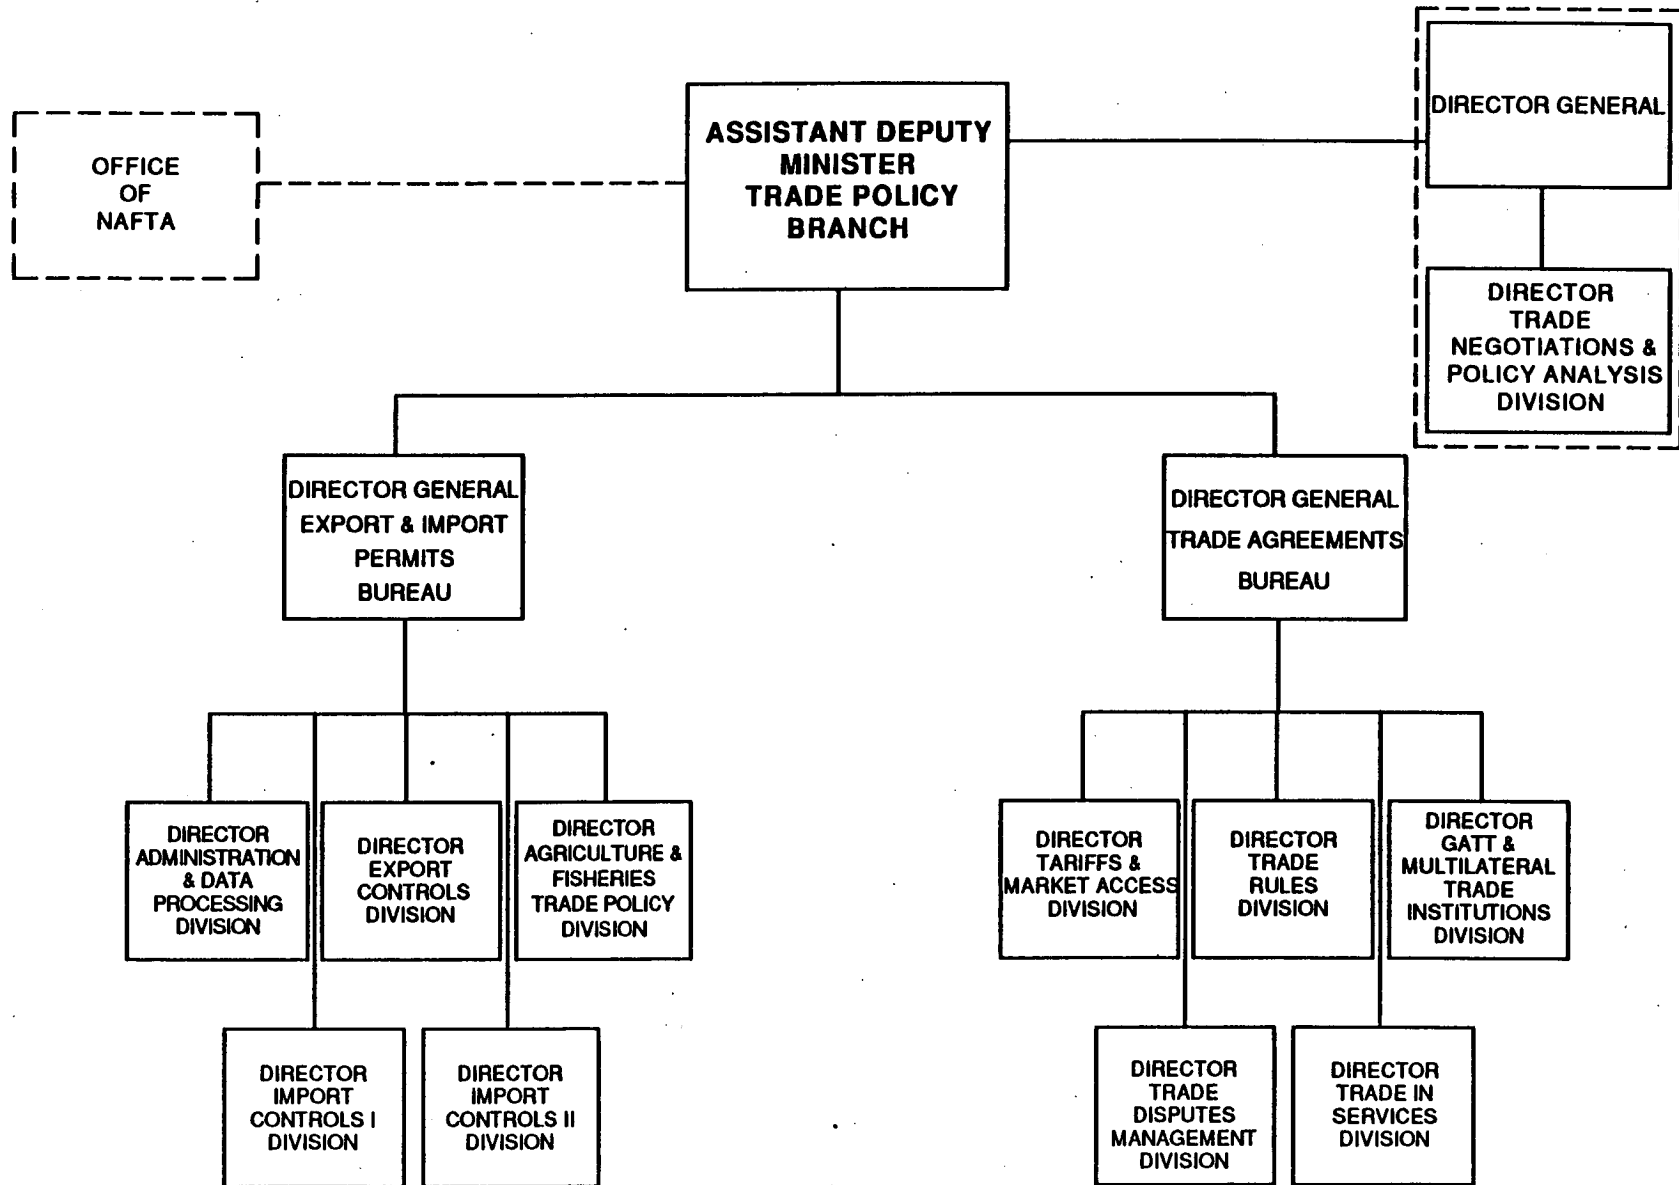 DIRECTOR GENERAL
ASSISTANT DEPUTY
MINISTER
TRADE POLICY
BRANCH
OFFICE
OF
NAFTA
DIRECTOR
TRADE
NEGOTIATIONS &
POLICY ANALYSIS
DIVISION
DIRECTOR GENERAL
EXPORT & IMPORT
PERMITS
BUREAU
DIRECTOR GENERAL
TRADE AGREEMENTS
BUREAU
DIRECTOR
ADMINISTRATION
& DATA
PROCESSING
DIVISION
DIRECTOR
EXPORT
CONTROLS
DIVISION
DIRECTOR
AGRICULTURE &
FISHERIES
TRADE POLICY
DIVISION
DIRECTOR
TARIFFS &
MARKET ACCESS
DIVISION
DIRECTOR
TRADE
RULES
DIVISION
DIRECTOR
GATT &
MULTILATERAL
TRADE
INSTITUTIONS
DIVISION
DIRECTOR
IMPORT
CONTROLS I
DIVISION
DIRECTOR
IMPORT
CONTROLS II
DIVISION
DIRECTOR
TRADE
DISPUTES
MANAGEMENT
DIVISION
DIRECTOR
TRADE IN
SERVICES
DIVISION